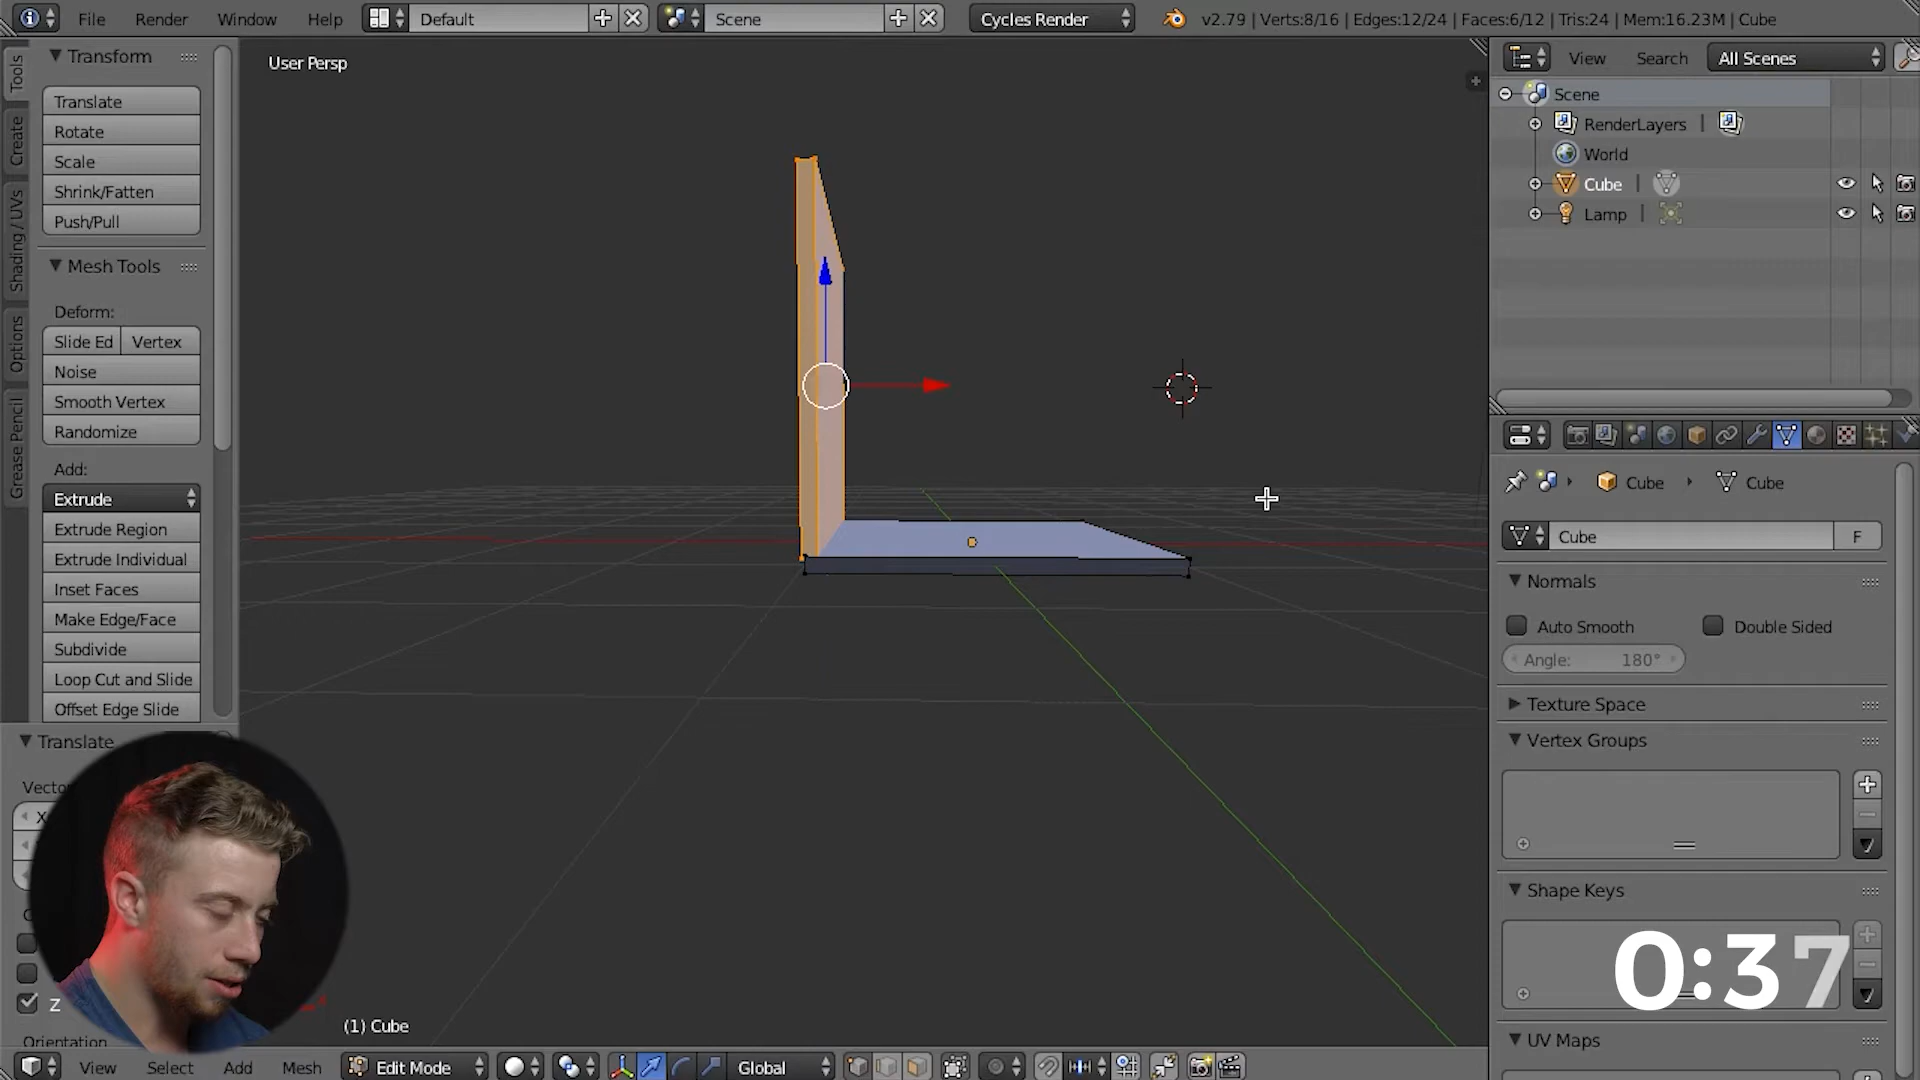 File Render Window Help Default Scene Cycles Render v2.79 | Verts:8/16 | Edges:12/24 | Faces:6/12 | Tris:24 | Mem:16.23M | Cube
User Persp
Tools
Create
Shading / UVs
Options
Grease Pencil
Transform
Translate
Rotate
Scale
Shrink/Fatten
Push/Pull
Mesh Tools
Deform:
Slide Ed Vertex
Noise
Smooth Vertex
Randomize
Add:
Extrude
Extrude Region
Extrude Individual
Inset Faces
Make Edge/Face
Subdivide
Loop Cut and Slide
Offset Edge Slide
Translate
X
Z
(1) Cube
View Select Add Mesh Edit Mode Global
View Search All Scenes
Scene
RenderLayers
World
Cube
Lamp
Cube Cube
Cube F
Normals
Auto Smooth Double Sided
Angle: 180°
Texture Space
Vertex Groups
Shape Keys
0:37
UV Maps